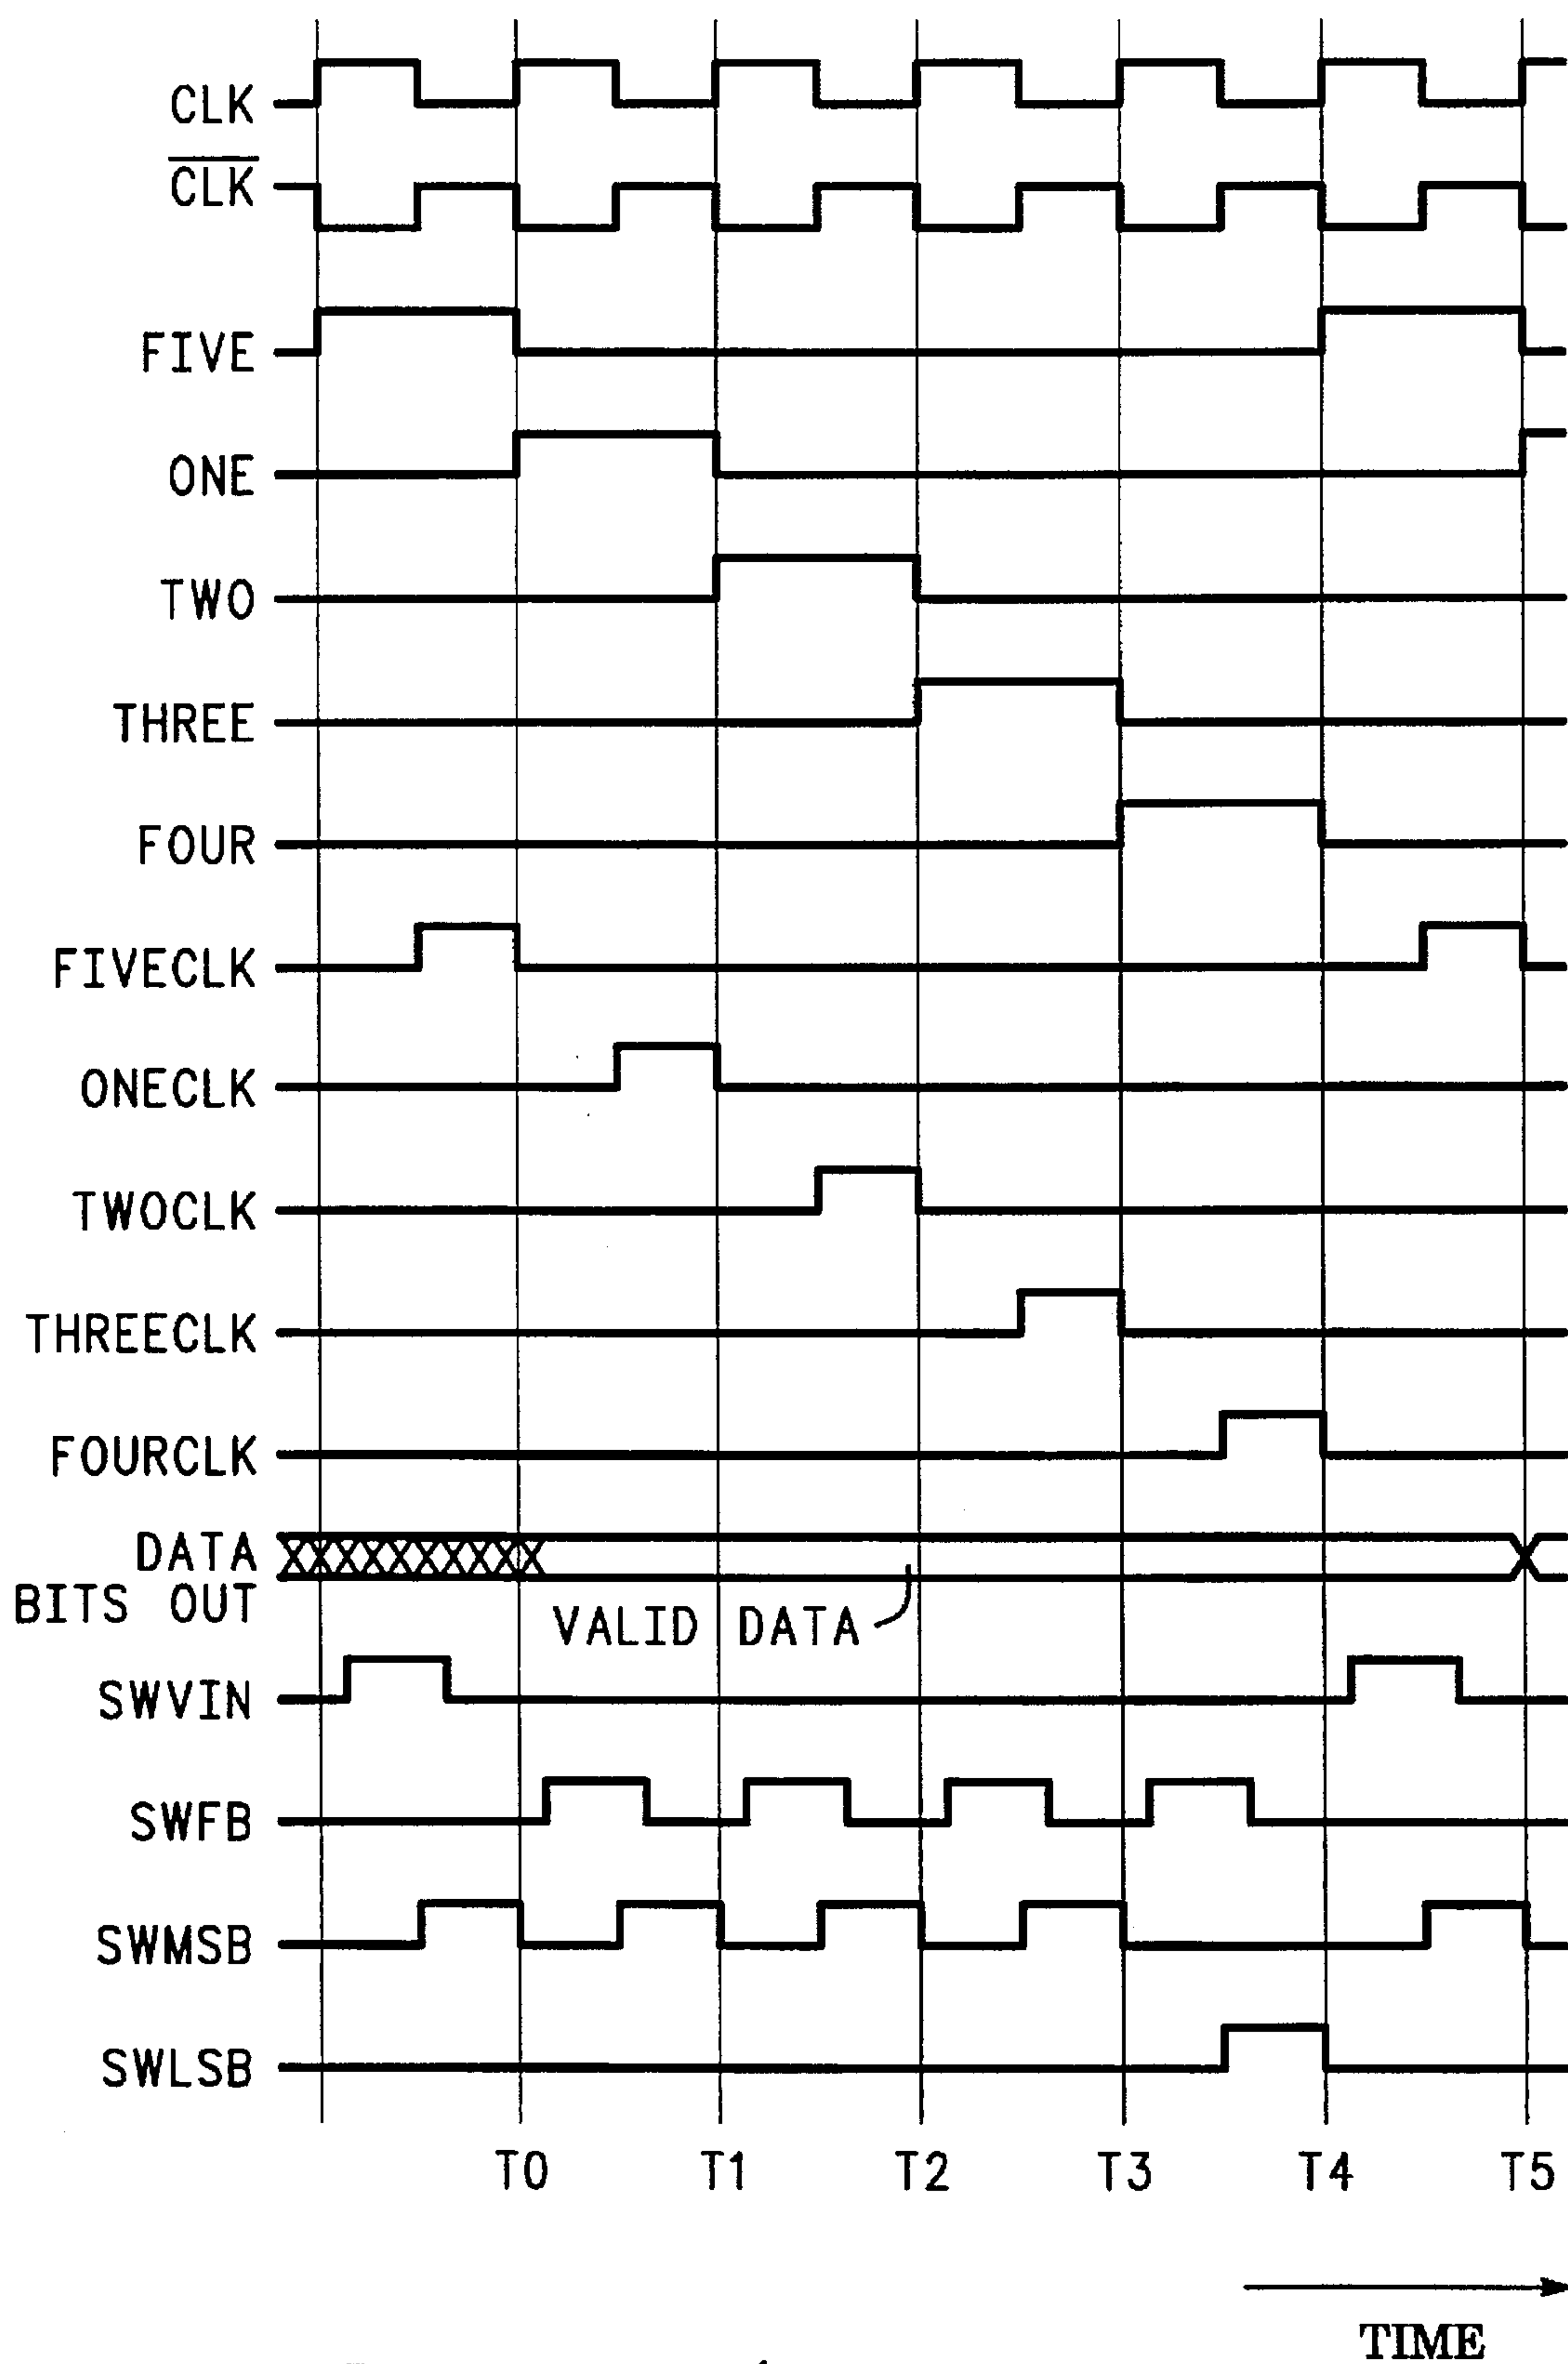 CLK
CLK
FIVE
ONE
TWO
THREE
FOUR
FIVECLK
ONECLK
TWOCLK
THREECLK
FOURCLK
DATA
BITS OUT
VALID DATA
SWVIN
SWFB
SWMSB
SWLSB
T0 T1 T2 T3 T4 T5
TIME